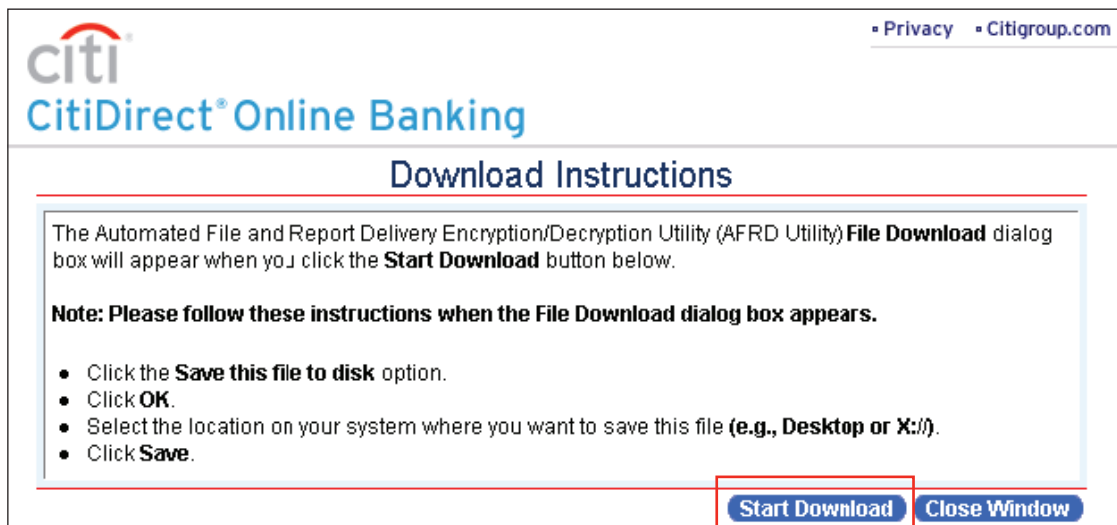 ▪ Privacy ▪ Citigroup.com
citi®
CitiDirect® Online Banking
Download Instructions
The Automated File and Report Delivery Encryption/Decryption Utility (AFRD Utility) File Download dialog
box will appear when you click the Start Download button below.
Note: Please follow these instructions when the File Download dialog box appears.
● Click the Save this file to disk option.
● Click OK.
● Select the location on your system where you want to save this file (e.g., Desktop or X://).
● Click Save.
Start Download Close Window